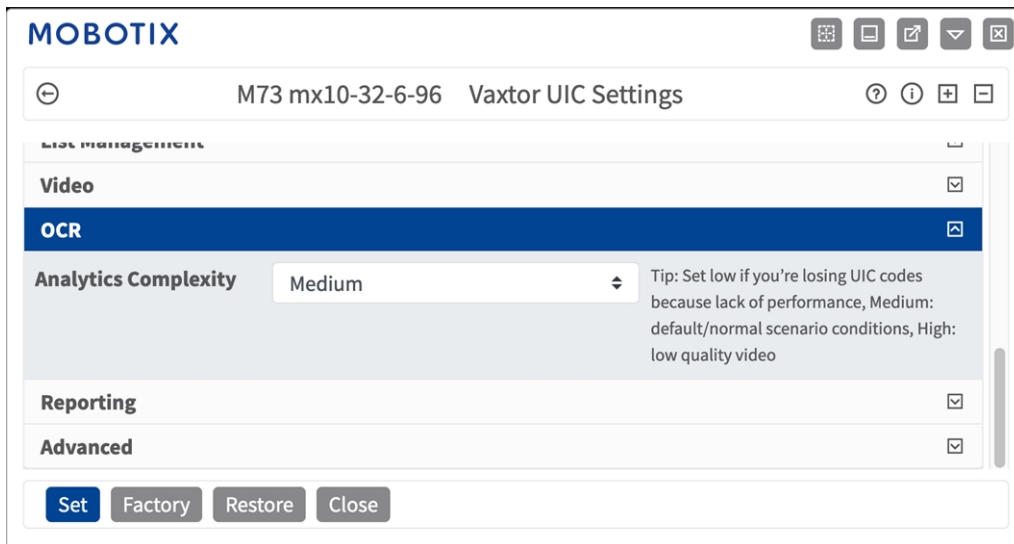 MOBOTIX
M73 mx10-32-6-96 Vaxtor UIC Settings
List Management
Video
OCR
Analytics Complexity
Medium
Tip: Set low if you're losing UIC codes
because lack of performance, Medium:
default/normal scenario conditions, High:
low quality video
Reporting
Advanced
Set Factory Restore Close